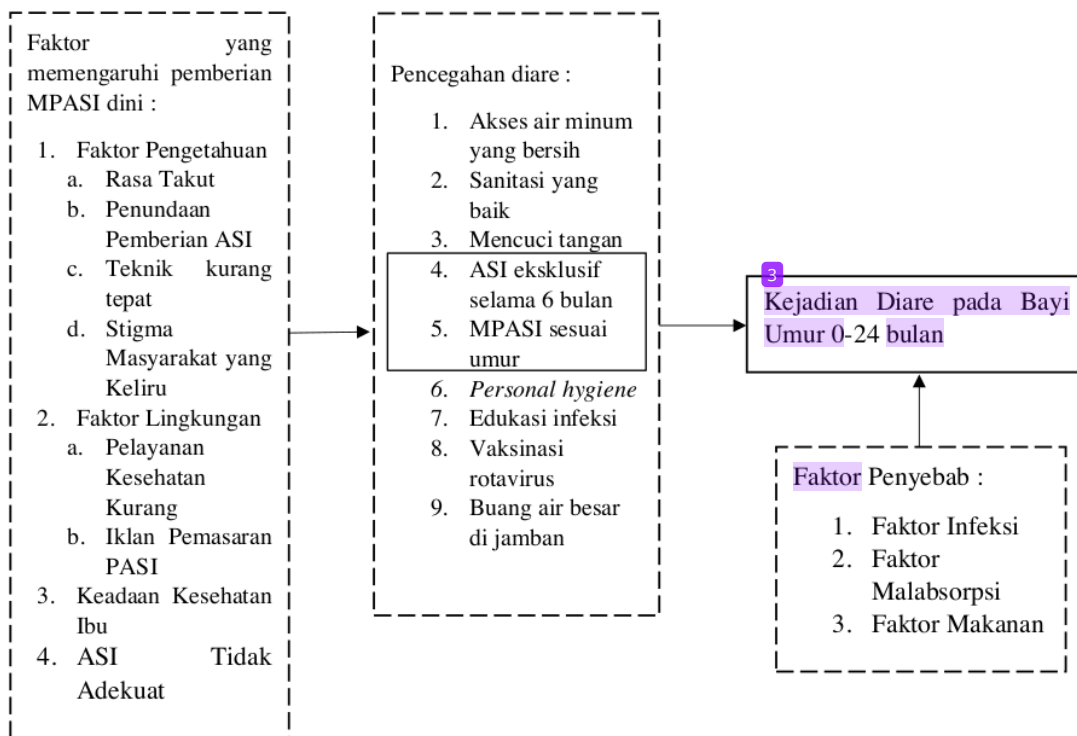 Faktor yang
memengaruhi pemberian
MPASI dini :
1. Faktor Pengetahuan
a. Rasa Takut
b. Penundaan
Pemberian ASI
c. Teknik kurang
tepat
d. Stigma
Masyarakat yang
Keliru
2. Faktor Lingkungan
a. Pelayanan
Kesehatan
Kurang
b. Iklan Pemasaran
PASI
3. Keadaan Kesehatan
Ibu
4. ASI Tidak
Adekuat
Pencegahan diare :
1. Akses air minum
yang bersih
2. Sanitasi yang
baik
3. Mencuci tangan
4. ASI eksklusif
selama 6 bulan
5. MPASI sesuai
umur
6. Personal hygiene
7. Edukasi infeksi
8. Vaksinasi
rotavirus
9. Buang air besar
di jamban
3
Kejadian Diare pada Bayi
Umur 0-24 bulan
Faktor Penyebab :
1. Faktor Infeksi
2. Faktor
Malabsorpsi
3. Faktor Makanan